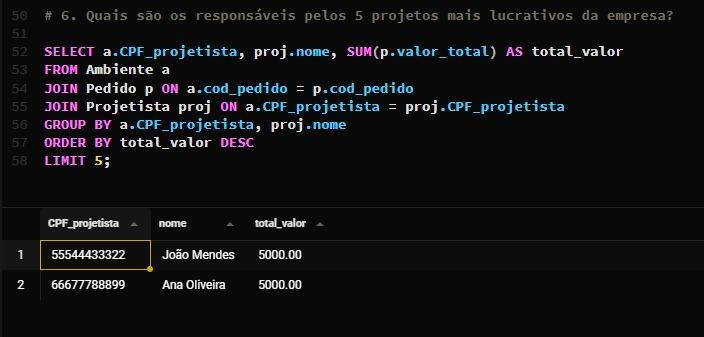 50 # 6. Quais são os responsáveis pelos 5 projetos mais lucrativos da empresa?
51
52 SELECT a.CPF_projetista, proj.nome, SUM(p.valor_total) AS total_valor
53 FROM Ambiente a
54 JOIN Pedido p ON a.cod_pedido = p.cod_pedido
55 JOIN Projetista proj ON a.CPF_projetista = proj.CPF_projetista
56 GROUP BY a.CPF_projetista, proj.nome
57 ORDER BY total_valor DESC
58 LIMIT 5;
CPF_projetista nome total_valor
1 55544433322 João Mendes 5000.00
2 66677788899 Ana Oliveira 5000.00